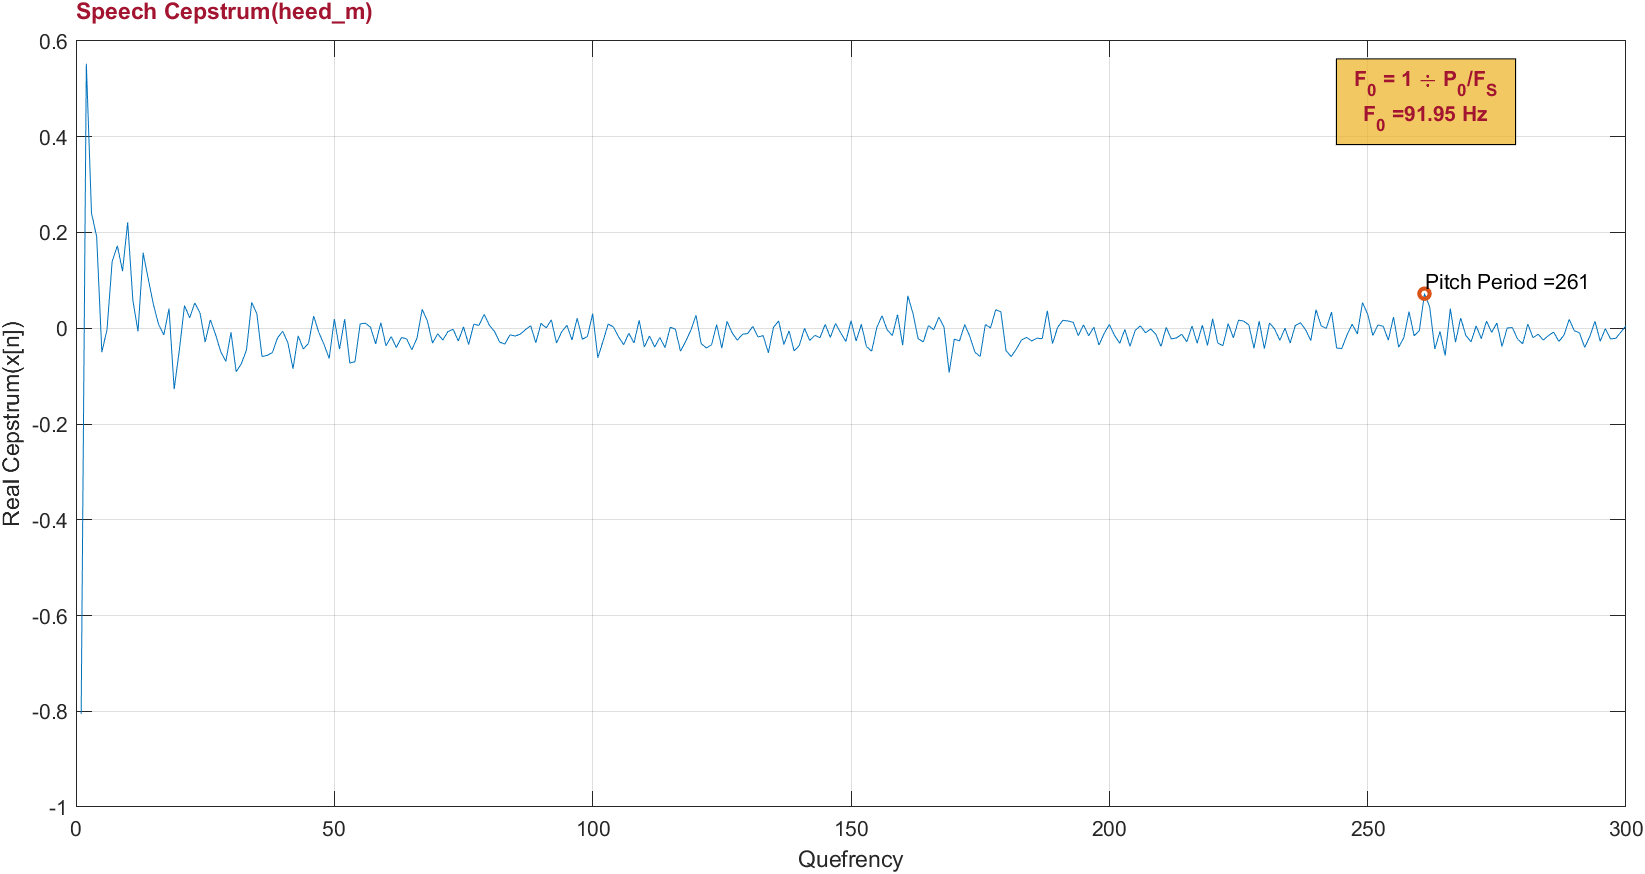 Speech Cepstrum(heed_m)
0.6
0.4
0.2
0
-0.2
-0.4
-0.6
-0.8
-1
Real Cepstrum(x[n])
F0 = 1 ÷ P0/FS
F0 =91.95 Hz
Pitch Period =261
0 50 100 150 200 250 300
Quefrency